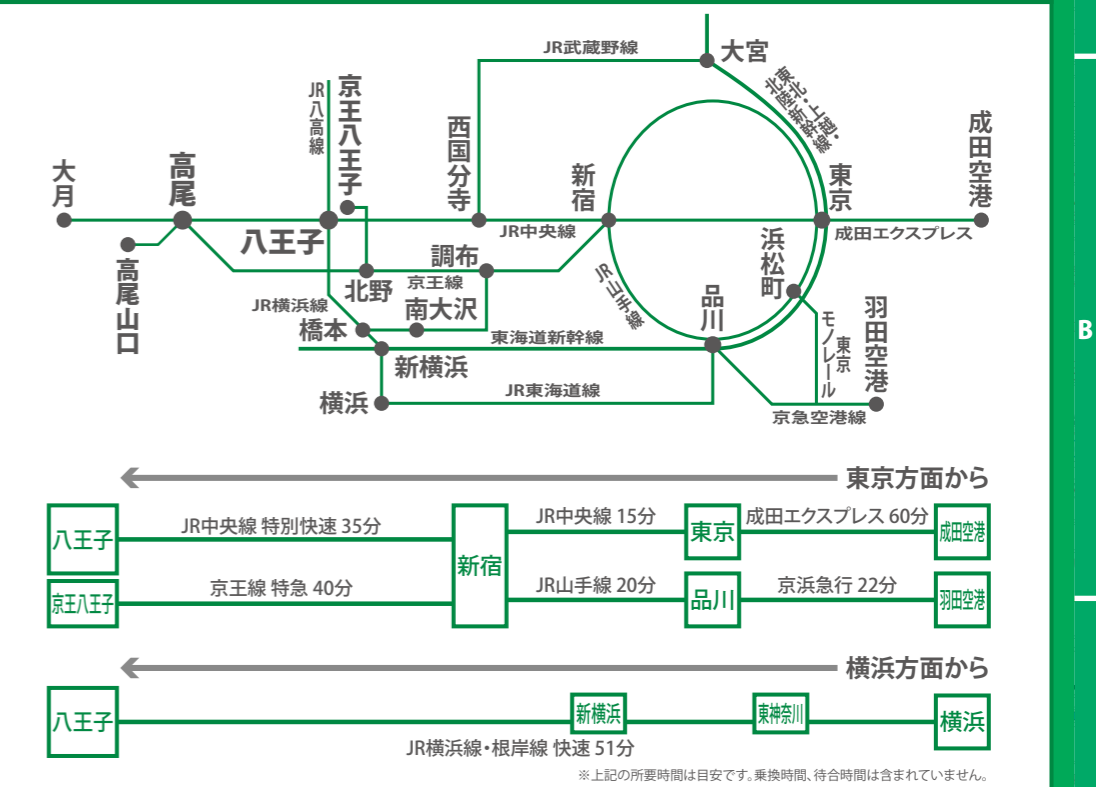 JR武蔵野線
大宮
東北・上越・
北陸新幹線
JR八高線
京王八王子
西国分寺
新宿
東京
成田空港
大月
高尾
八王子
JR中央線
成田エクスプレス
高尾山口
北野
調布
京王線
南大沢
JR横浜線
橋本
JR山手線
品川
浜松町
東京
モノレール
羽田空港
東海道新幹線
新横浜
横浜
JR東海道線
京急空港線
B
東京方面から
八王子
JR中央線 特別快速 35分
新宿
JR中央線 15分
東京
成田エクスプレス 60分
成田空港
京王八王子
京王線 特急 40分
JR山手線 20分
品川
京浜急行 22分
羽田空港
横浜方面から
八王子
新横浜
東神奈川
横浜
JR横浜線・根岸線 快速 51分
※上記の所要時間は目安です。乗換時間、待合時間は含まれていません。